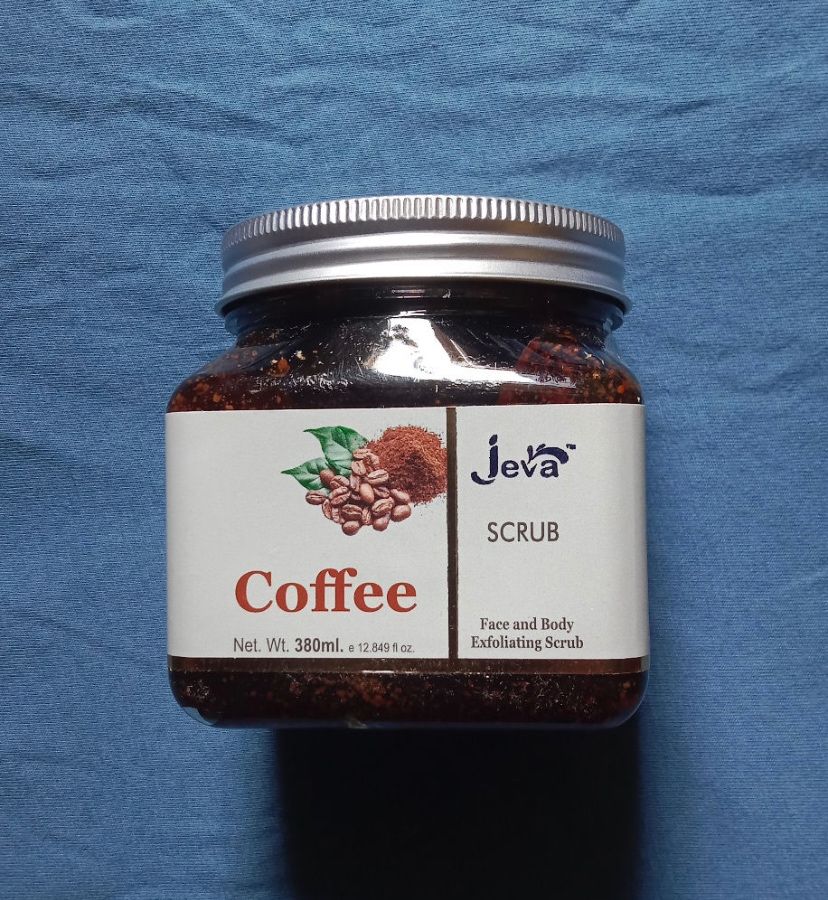 Coffee
Net. Wt. 380ml. e 12.849 fl oz.
Jeva™
SCRUB
Face and Body
Exfoliating Scrub